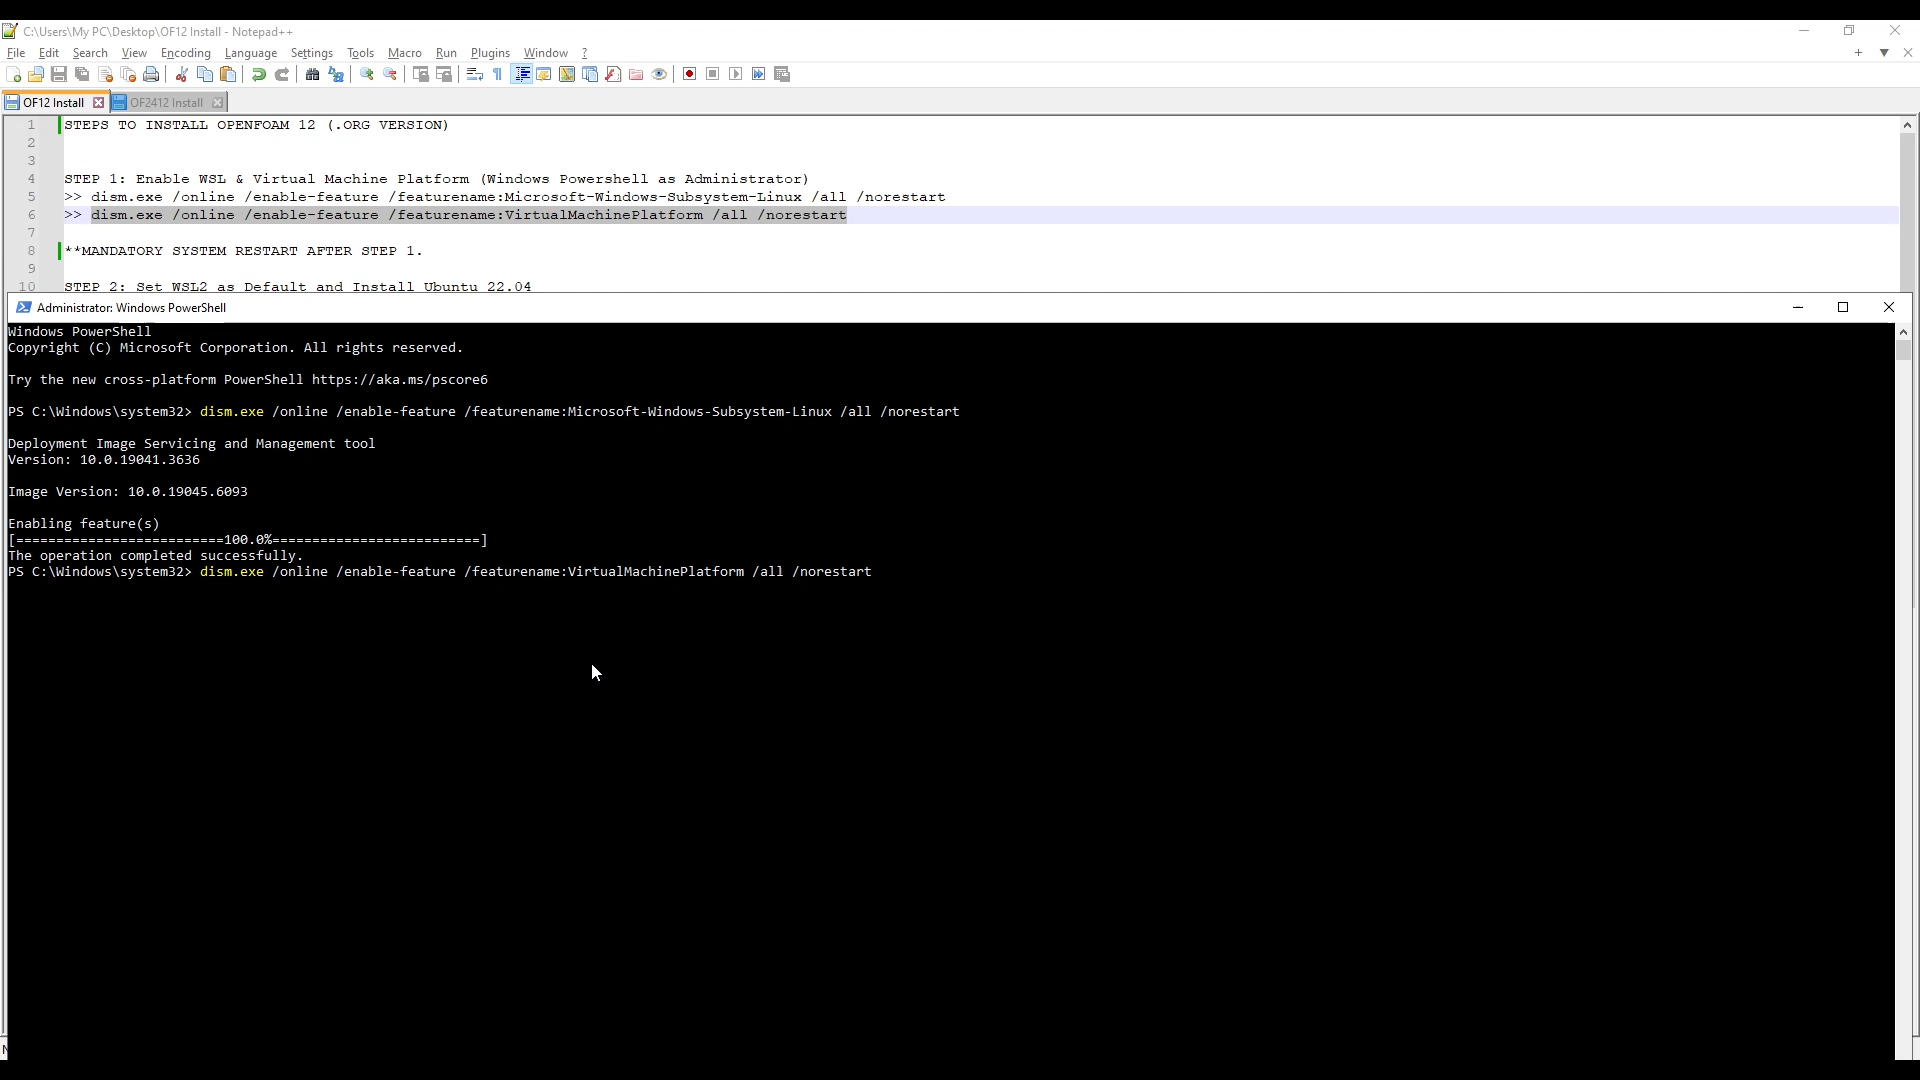 C:\Users\My PC\Desktop\OF12 Install - Notepad++
File Edit Search View Encoding Language Settings Tools Macro Run Plugins Window ?
OF12 Install OF2412 Install
1 STEPS TO INSTALL OPENFOAM 12 (.ORG VERSION)
2
3
4 STEP 1: Enable WSL & Virtual Machine Platform (Windows Powershell as Administrator)
5 >> dism.exe /online /enable-feature /featurename:Microsoft-Windows-Subsystem-Linux /all /norestart
6 >> dism.exe /online /enable-feature /featurename:VirtualMachinePlatform /all /norestart
7
8 **MANDATORY SYSTEM RESTART AFTER STEP 1.
9
10 STEP 2: Set WSL2 as Default and Install Ubuntu 22.04
Administrator: Windows PowerShell
Windows PowerShell
Copyright (C) Microsoft Corporation. All rights reserved.
Try the new cross-platform PowerShell https://aka.ms/pscore6
PS C:\Windows\system32> dism.exe /online /enable-feature /featurename:Microsoft-Windows-Subsystem-Linux /all /norestart
Deployment Image Servicing and Management tool
Version: 10.0.19041.3636
Image Version: 10.0.19045.6093
Enabling feature(s)
[===========================100.0%==========================]
The operation completed successfully.
PS C:\Windows\system32> dism.exe /online /enable-feature /featurename:VirtualMachinePlatform /all /norestart